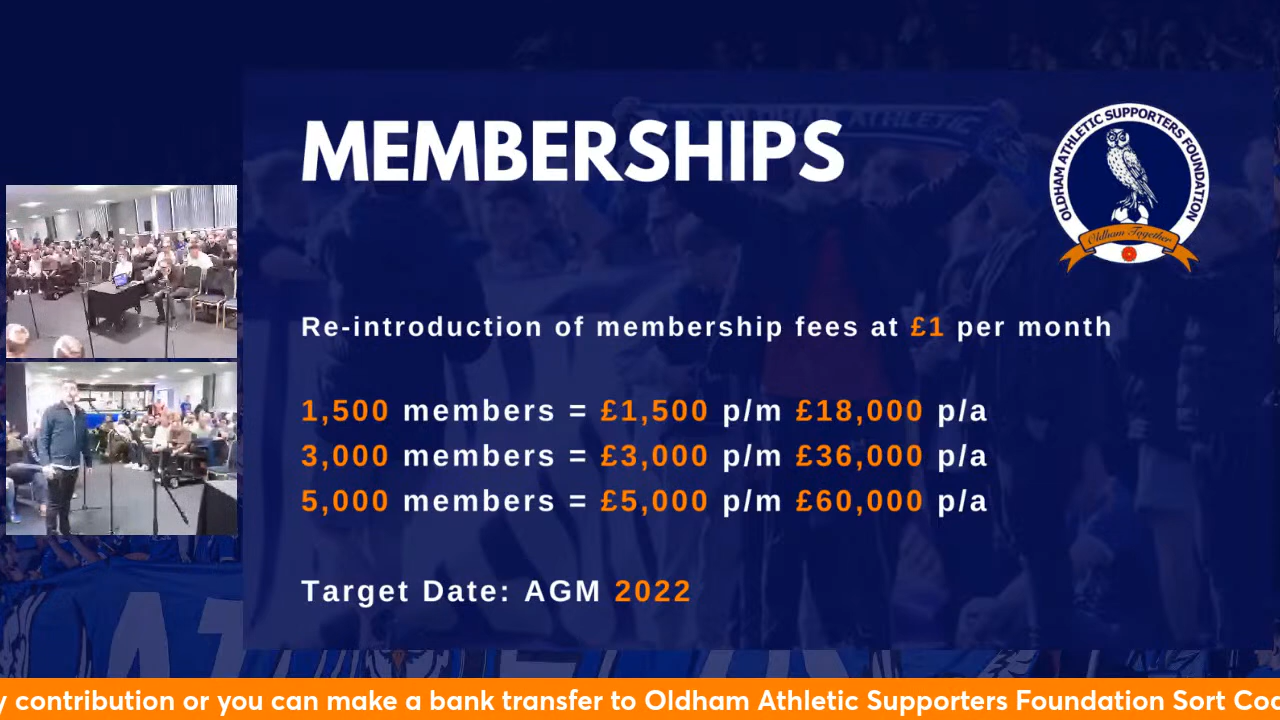 MEMBERSHIPS
OLDHAM ATHLETIC SUPPORTERS FOUNDATION
Oldham Together
OLDHAM ATHLETIC
Re-introduction of membership fees at £1 per month
1,500 members = £1,500 p/m £18,000 p/a
3,000 members = £3,000 p/m £36,000 p/a
5,000 members = £5,000 p/m £60,000 p/a
Target Date: AGM 2022
y contribution or you can make a bank transfer to Oldham Athletic Supporters Foundation Sort